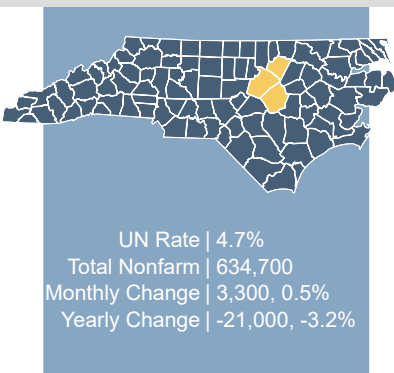 UN Rate | 4.7%
Total Nonfarm | 634,700
Monthly Change | 3,300, 0.5%
Yearly Change | -21,000, -3.2%